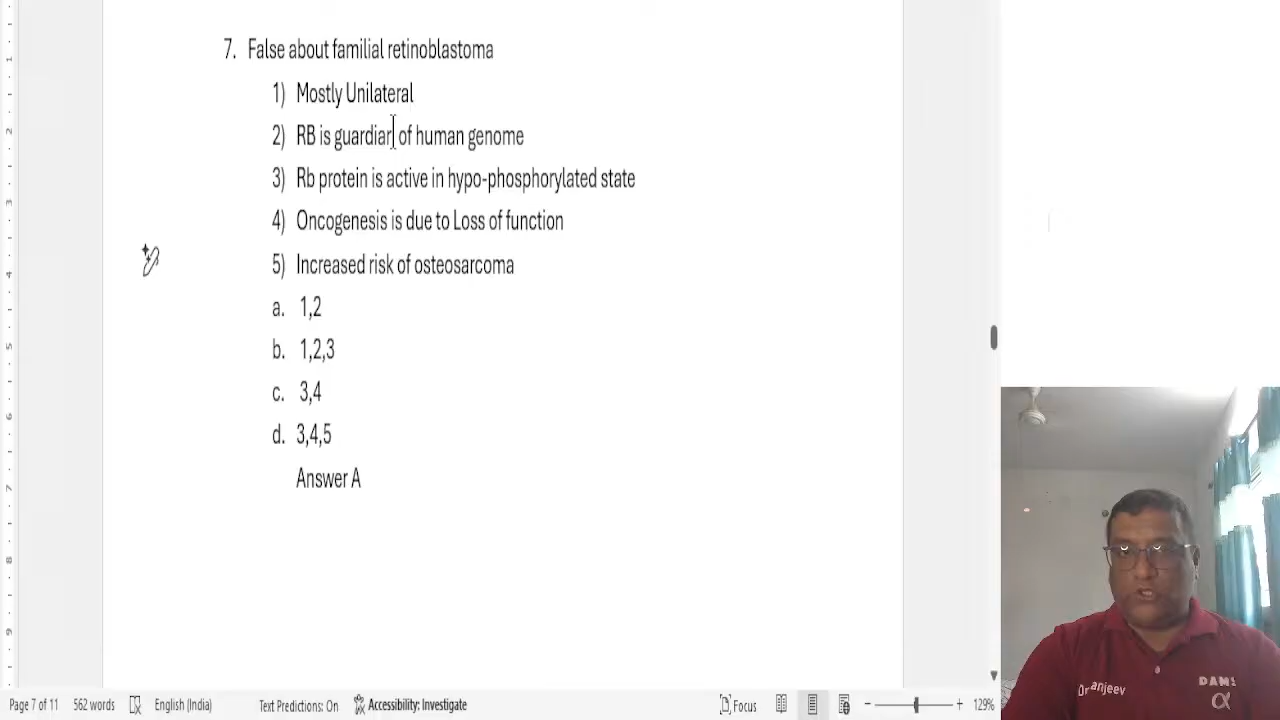 7. False about familial retinoblastoma
1) Mostly Unilateral
2) RB is guardian of human genome
3) Rb protein is active in hypo-phosphorylated state
4) Oncogenesis is due to Loss of function
5) Increased risk of osteosarcoma
a. 1,2
b. 1,2,3
c. 3,4
d. 3,4,5
Answer A
DAMS
α
Page 7 of 11 562 words English (India) Text Predictions: On Accessibility: Investigate Focus 129%